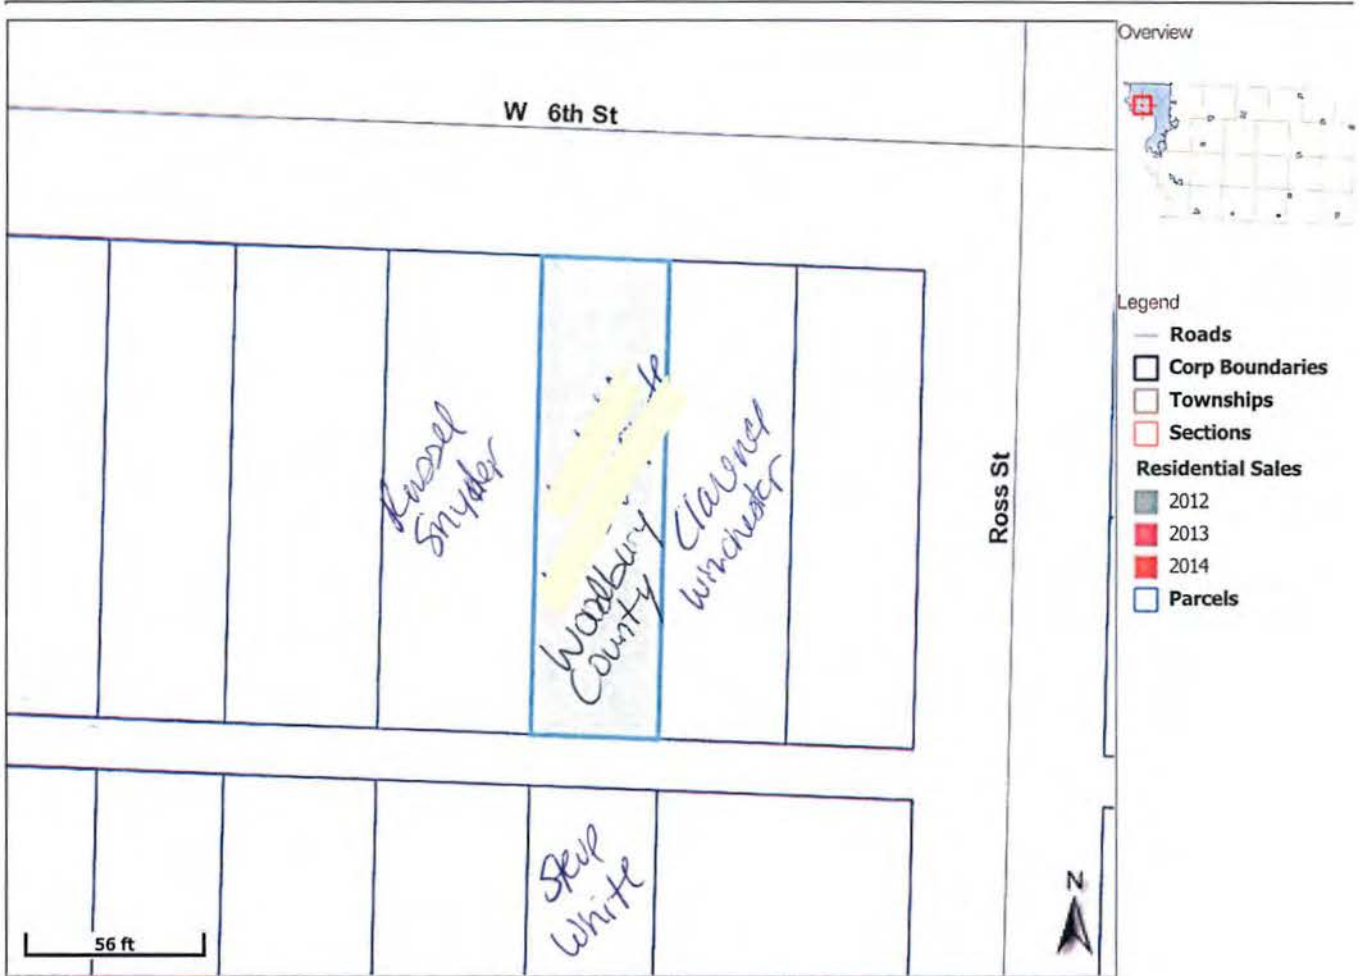 Overview
W 6th St
Legend
Roads
Corp Boundaries
Townships
Sections
Residential Sales
2012
2013
2014
Parcels
Russel
Snyder
Woodbury
County
Clarence
Winchester
Ross St
Steve
White
N
56 ft